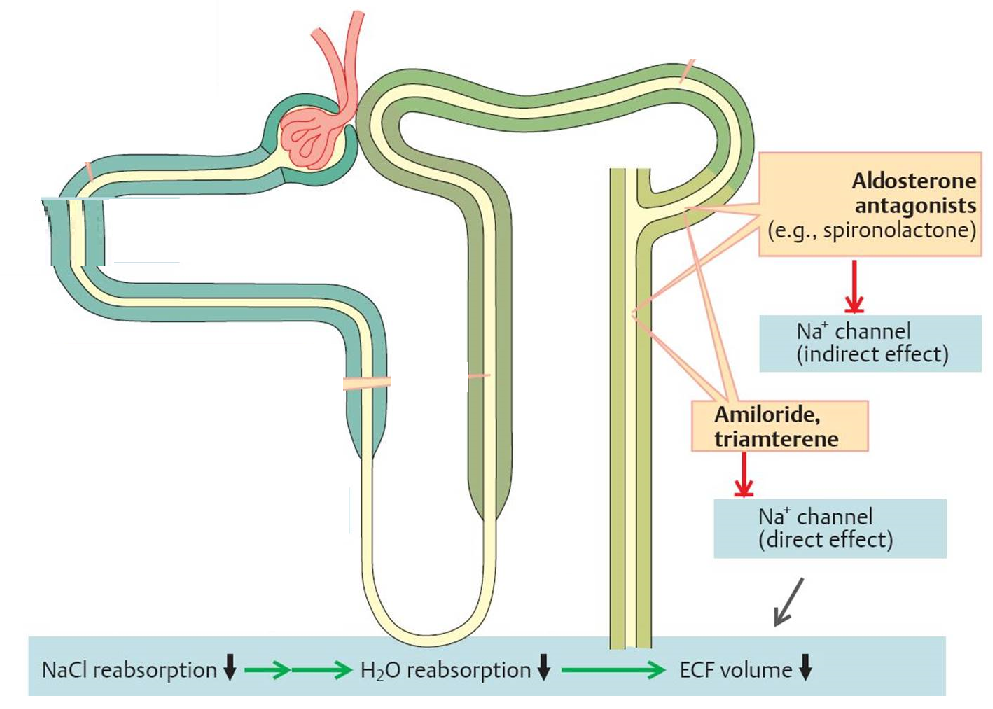 Aldosterone
antagonists
(e.g., spironolactone)
Na⁺ channel
(indirect effect)
Amiloride,
triamterene
Na⁺ channel
(direct effect)
NaCl reabsorption H₂O reabsorption ECF volume